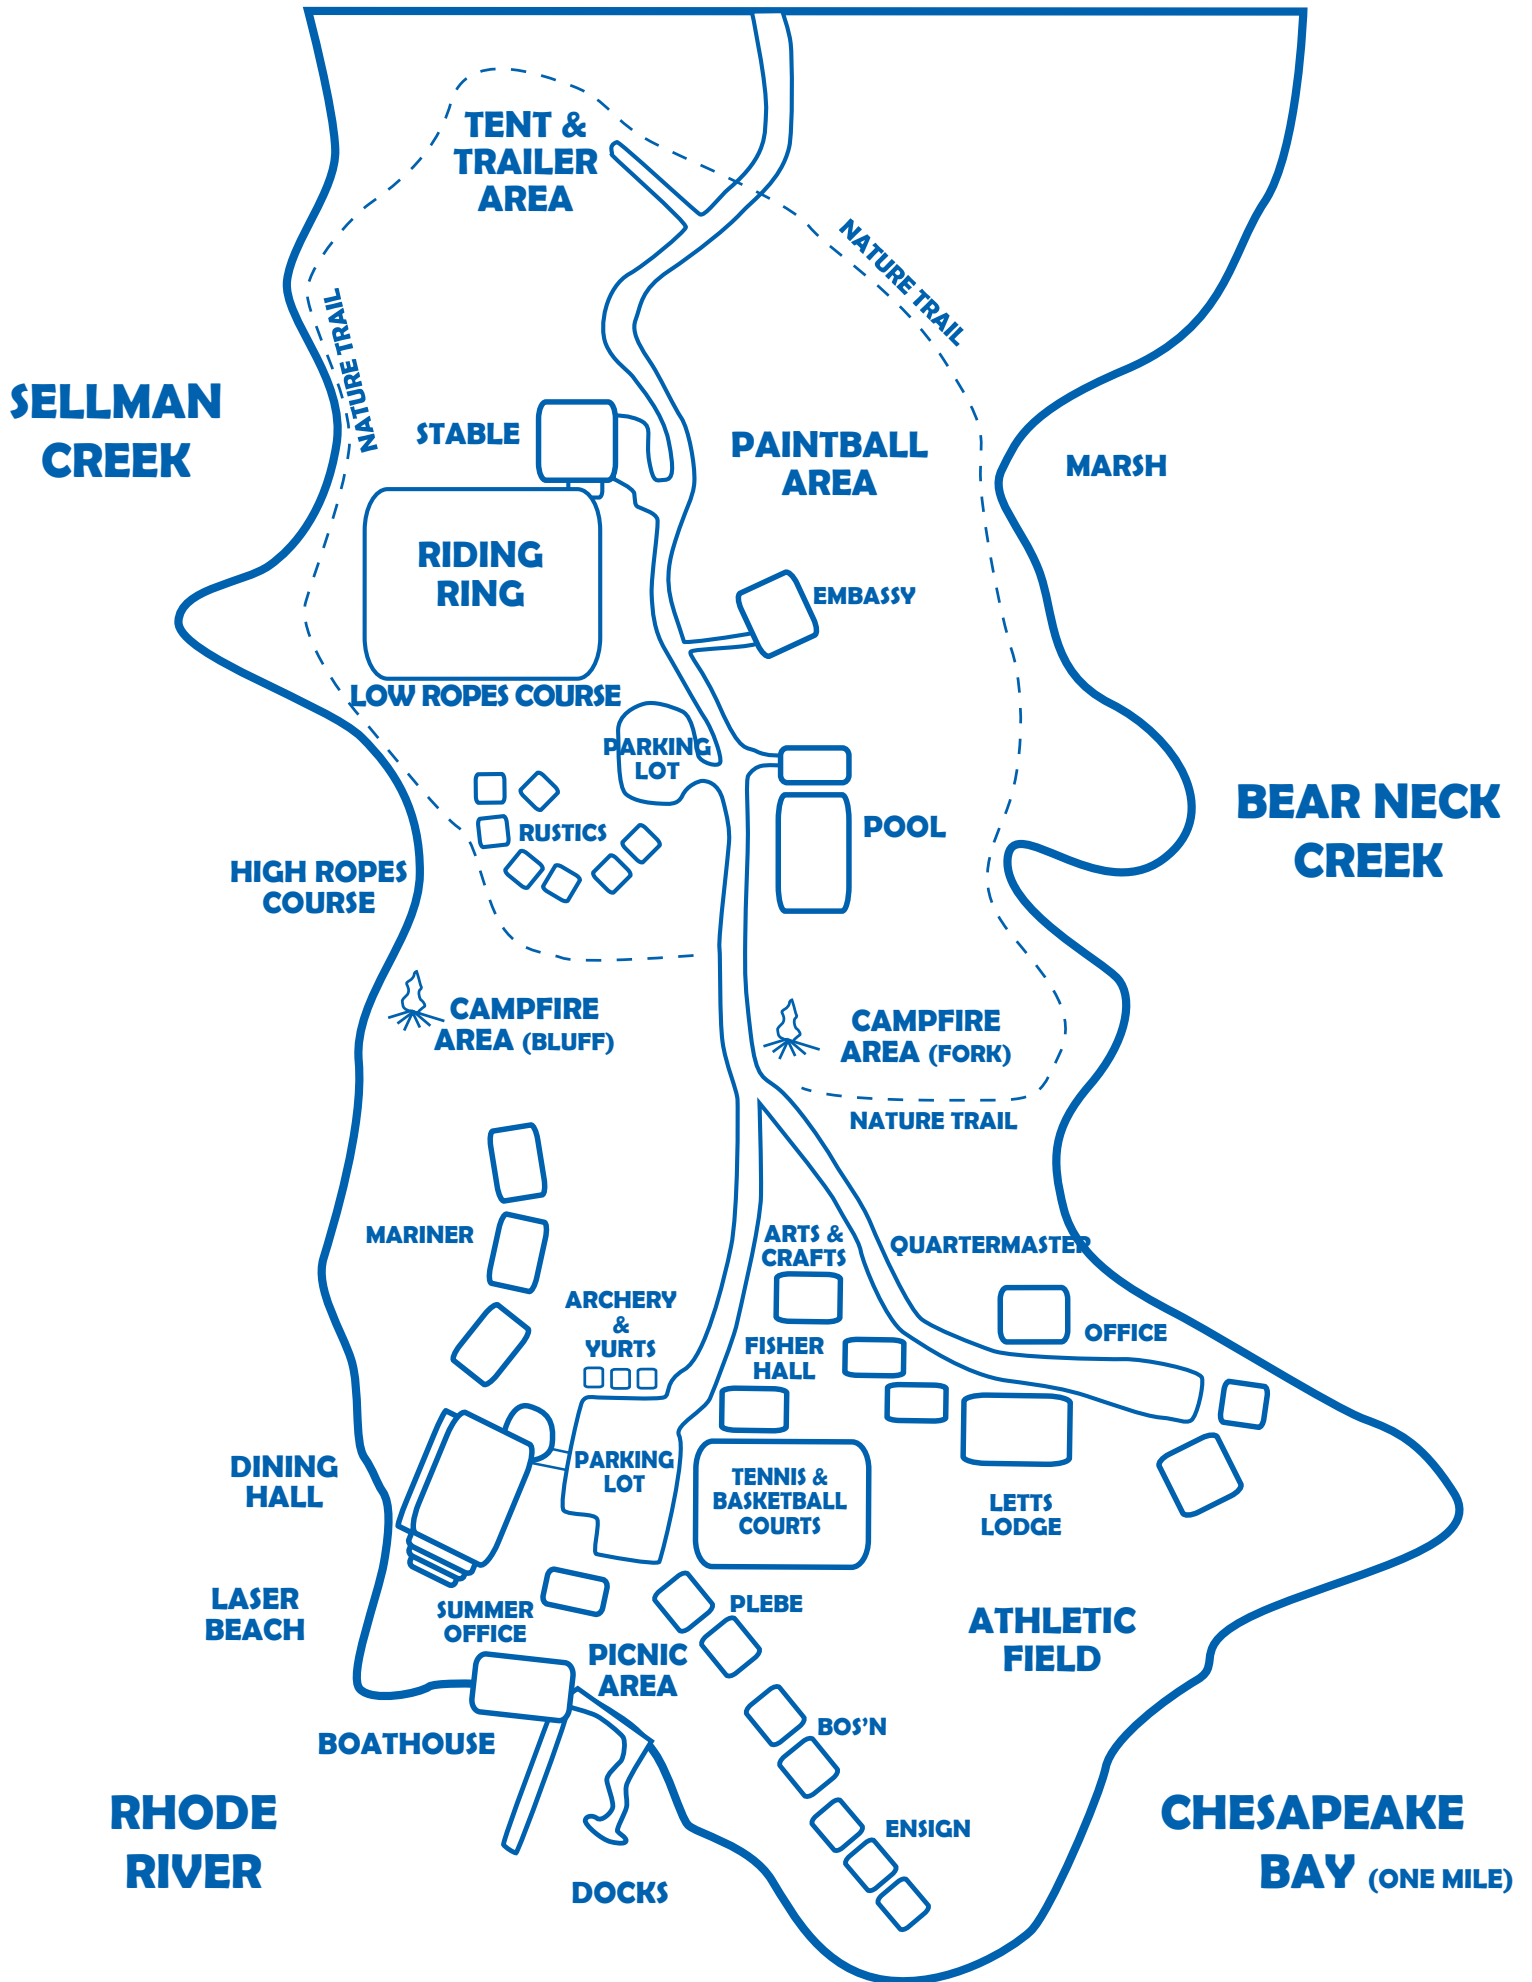 TENT &
TRAILER
AREA
NATURE TRAIL
NATURE TRAIL
SELLMAN
CREEK
STABLE
PAINTBALL
AREA
MARSH
RIDING
RING
EMBASSY
LOW ROPES COURSE
PARKING
LOT
RUSTICS
POOL
BEAR NECK
CREEK
HIGH ROPES
COURSE
CAMPFIRE
AREA (BLUFF)
CAMPFIRE
AREA (FORK)
NATURE TRAIL
MARINER
ARTS &
CRAFTS
QUARTERMASTER
ARCHERY
&
YURTS
FISHER
HALL
OFFICE
DINING
HALL
PARKING
LOT
TENNIS &
BASKETBALL
COURTS
LETTS
LODGE
LASER
BEACH
SUMMER
OFFICE
PLEBE
ATHLETIC
FIELD
PICNIC
AREA
BOS'N
BOATHOUSE
RHODE
RIVER
ENSIGN
CHESAPEAKE
BAY (ONE MILE)
DOCKS